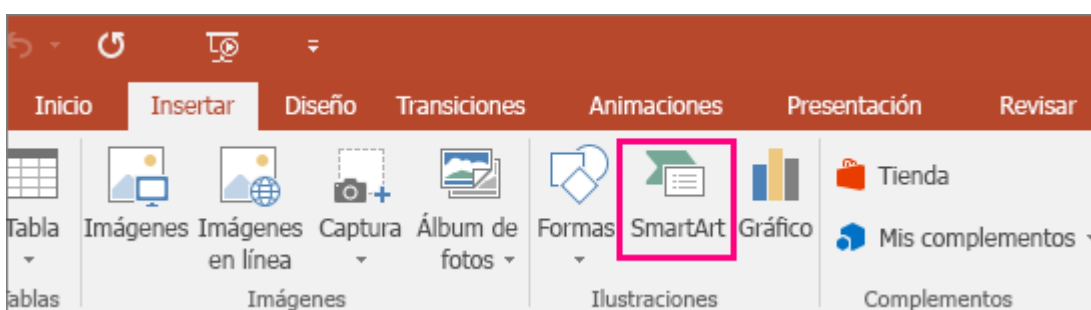 Inicio Insertar Diseño Transiciones Animaciones Presentación Revisar
Tabla Imágenes Imágenes en línea Captura Álbum de fotos Formas SmartArt Gráfico
Tienda
Mis complementos
Tablas Imágenes Ilustraciones Complementos